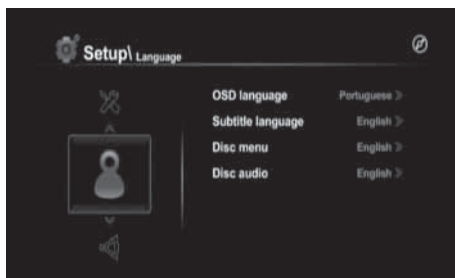 Setup\ Language
OSD language Portuguese
Subtitle language English
Disc menu English
Disc audio English